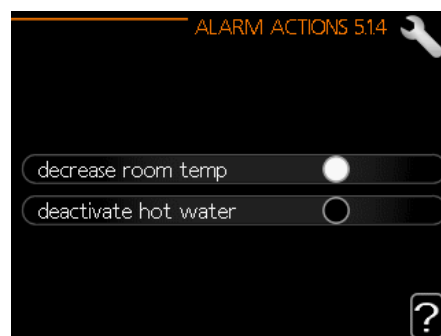 ALARM ACTIONS 5.1.4
decrease room temp
deactivate hot water
?